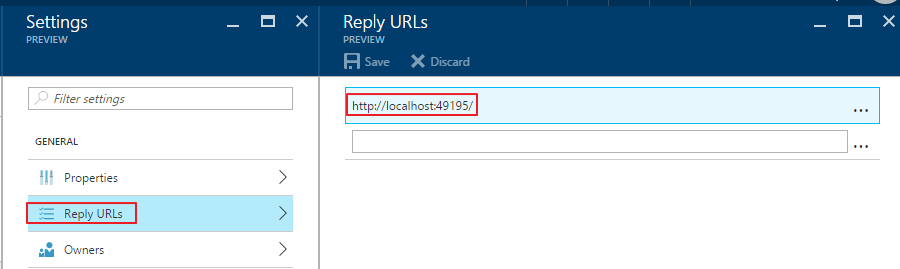 Settings
PREVIEW
Filter settings
GENERAL
Properties
Reply URLs
Owners
Reply URLs
PREVIEW
Save
Discard
http://localhost:49195/